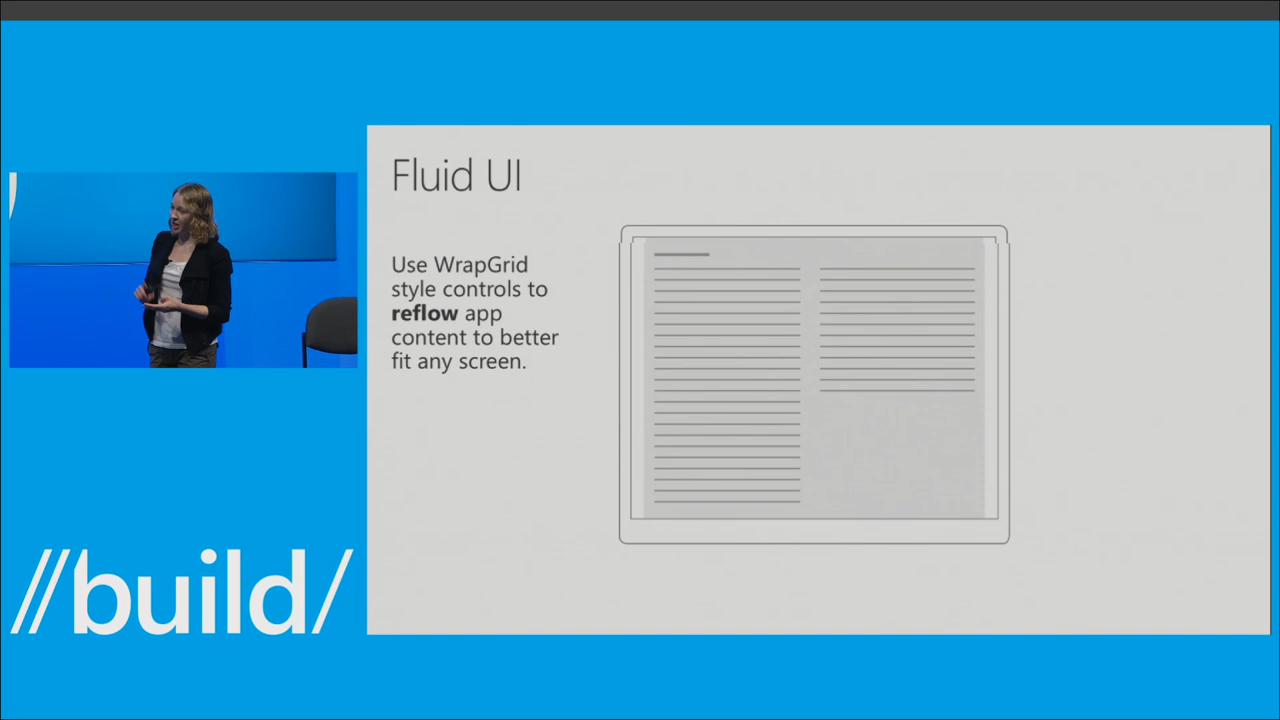 Fluid UI
Use WrapGrid
style controls to
reflow app
content to better
fit any screen.
//build/